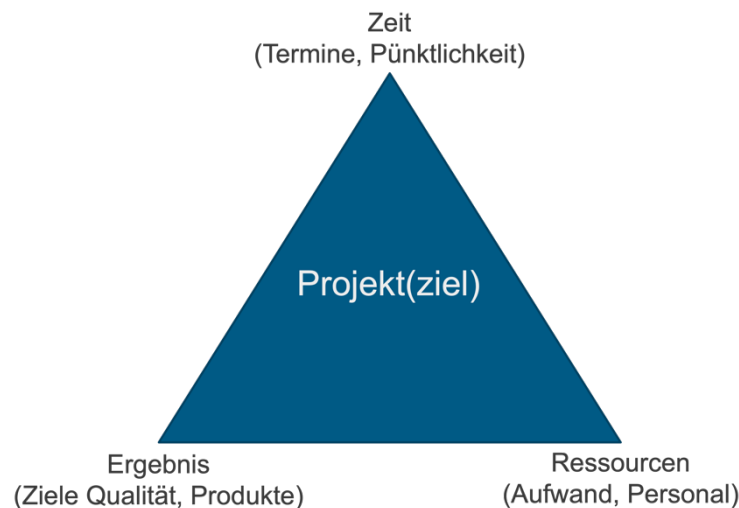 Zeit
(Termine, Pünktlichkeit)
Projekt(ziel)
Ergebnis
(Ziele Qualität, Produkte)
Ressourcen
(Aufwand, Personal)